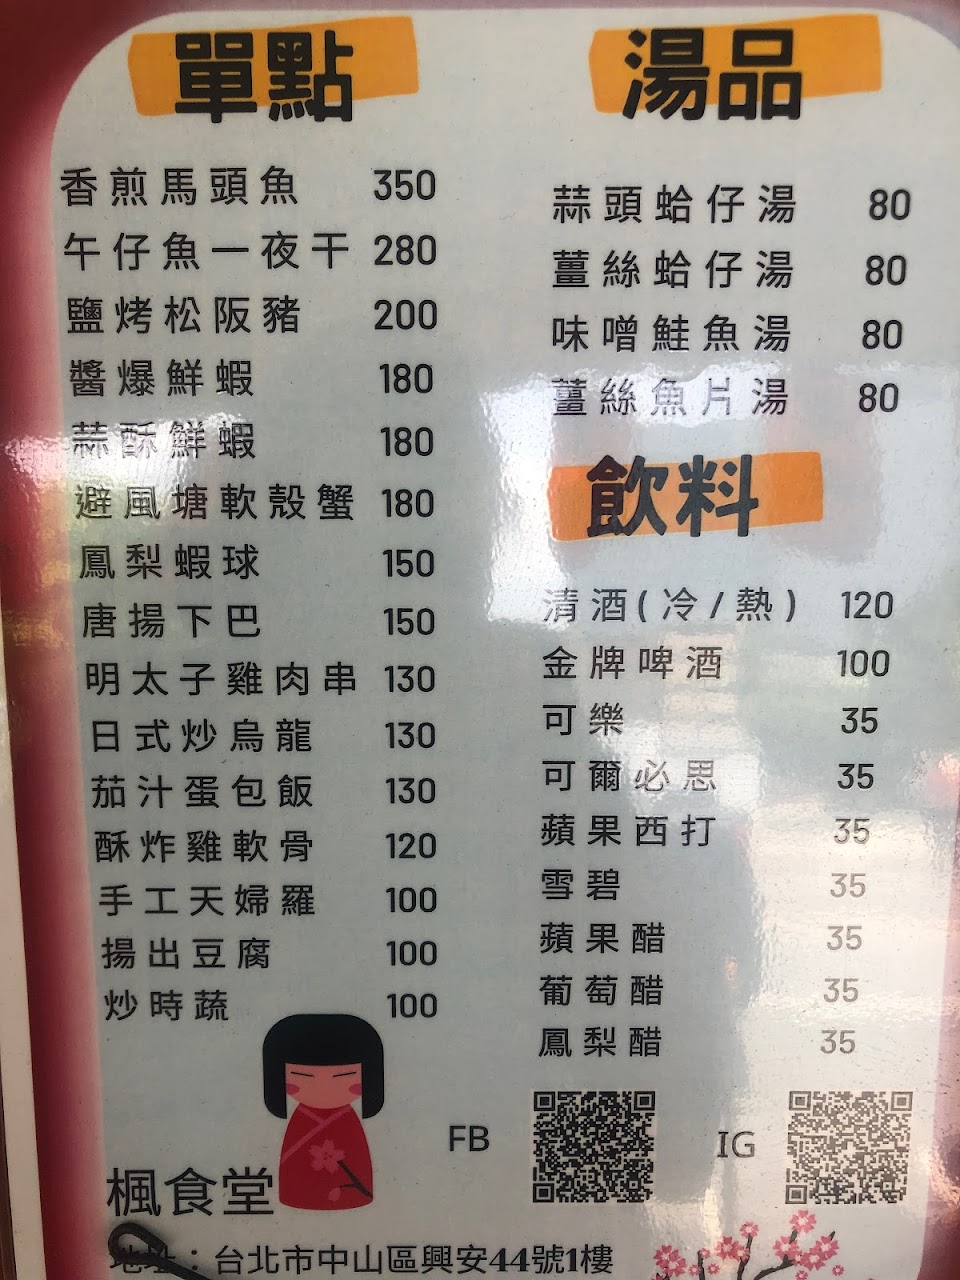 單點
香煎馬頭魚 350
午仔魚一夜干 280
鹽烤松阪豬 200
醬爆鮮蝦 180
蒜酥鮮蝦 180
避風塘軟殼蟹 180
鳳梨蝦球 150
唐揚下巴 150
明太子雞肉串 130
日式炒烏龍 130
茄汁蛋包飯 130
酥炸雞軟骨 120
手工天婦羅 100
揚出豆腐 100
炒時蔬 100
湯品
蒜頭蛤仔湯 80
薑絲蛤仔湯 80
味噌鮭魚湯 80
薑絲魚片湯 80
飲料
清酒(冷/熱) 120
金牌啤酒 100
可樂 35
可爾必思 35
蘋果西打 35
雪碧 35
蘋果醋 35
葡萄醋 35
鳳梨醋 35
FB
IG
楓食堂
地址：台北市中山區興安44號1樓